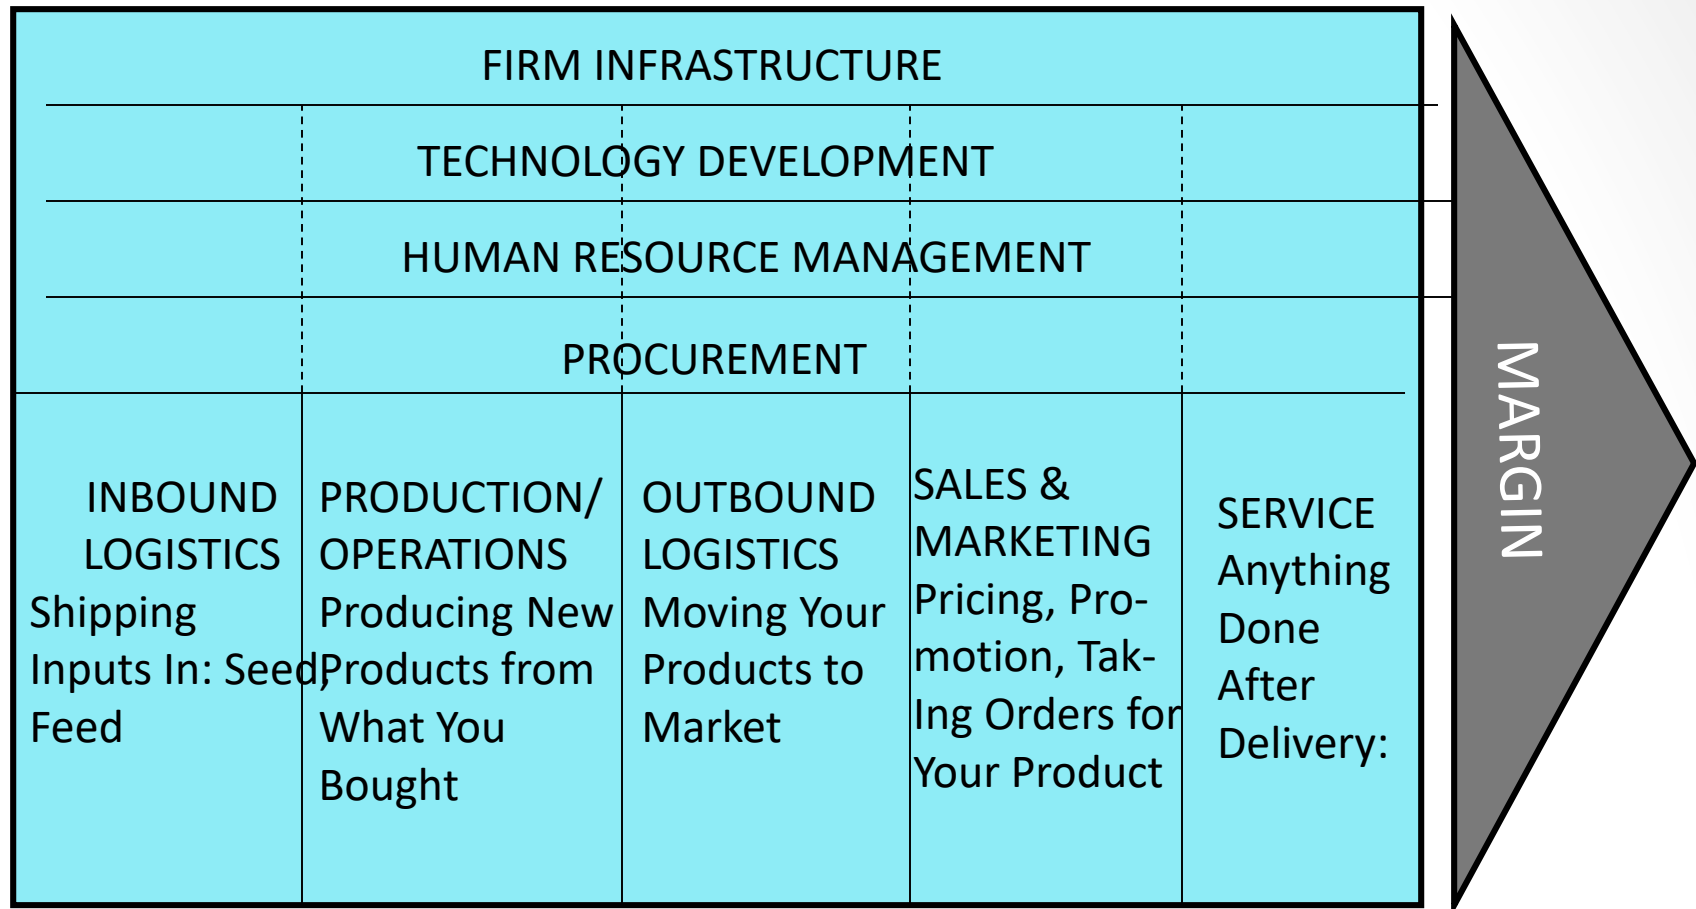 FIRM INFRASTRUCTURE
TECHNOLOGY DEVELOPMENT
HUMAN RESOURCE MANAGEMENT
PROCUREMENT
INBOUND
LOGISTICS
Shipping
Inputs In: Seed,
Feed
PRODUCTION/
OPERATIONS
Producing New
Products from
What You
Bought
OUTBOUND
LOGISTICS
Moving Your
Products to
Market
SALES &
MARKETING
Pricing, Pro-
motion, Tak-
Ing Orders for
Your Product
SERVICE
Anything
Done
After
Delivery:
MARGIN